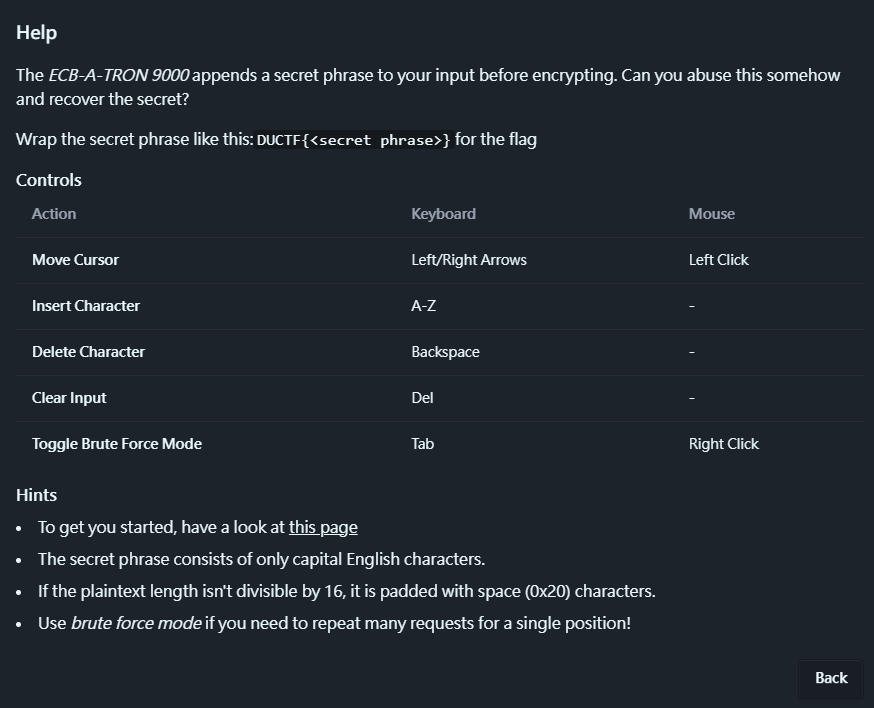 Help
The ECB-A-TRON 9000 appends a secret phrase to your input before encrypting. Can you abuse this somehow
and recover the secret?
Wrap the secret phrase like this: DUCTF{<secret phrase>} for the flag
Controls
Action Keyboard Mouse
Move Cursor Left/Right Arrows Left Click
Insert Character A-Z -
Delete Character Backspace -
Clear Input Del -
Toggle Brute Force Mode Tab Right Click
Hints
• To get you started, have a look at this page
• The secret phrase consists of only capital English characters.
• If the plaintext length isn't divisible by 16, it is padded with space (0x20) characters.
• Use brute force mode if you need to repeat many requests for a single position!
Back